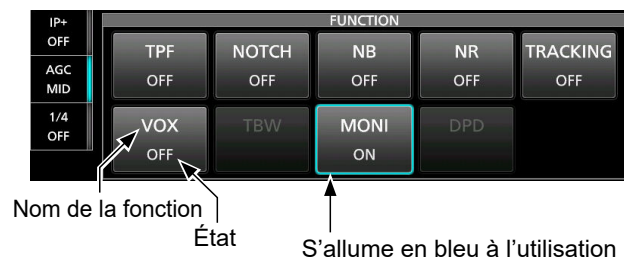 IP+
OFF
AGC
MID
1/4
OFF
FUNCTION
TPF
OFF
NOTCH
OFF
NB
OFF
NR
OFF
TRACKING
OFF
VOX
OFF
TBW
MONI
ON
DPD
Nom de la fonction
État
S’allume en bleu à l’utilisation